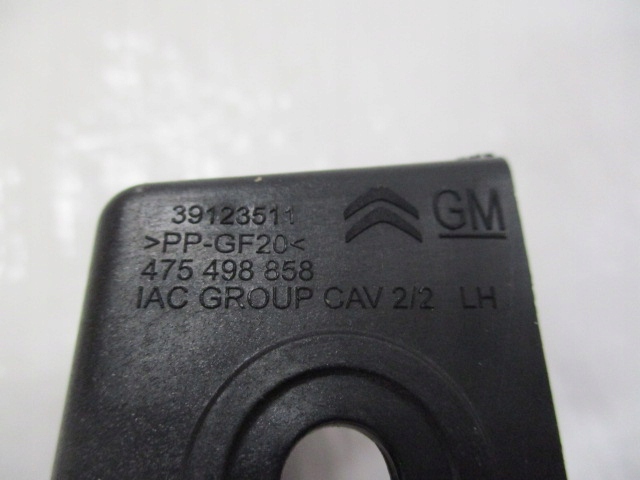 39123511 GM
>PP-GF20<
475 498 858
IAC GROUP CAV 2/2 LH